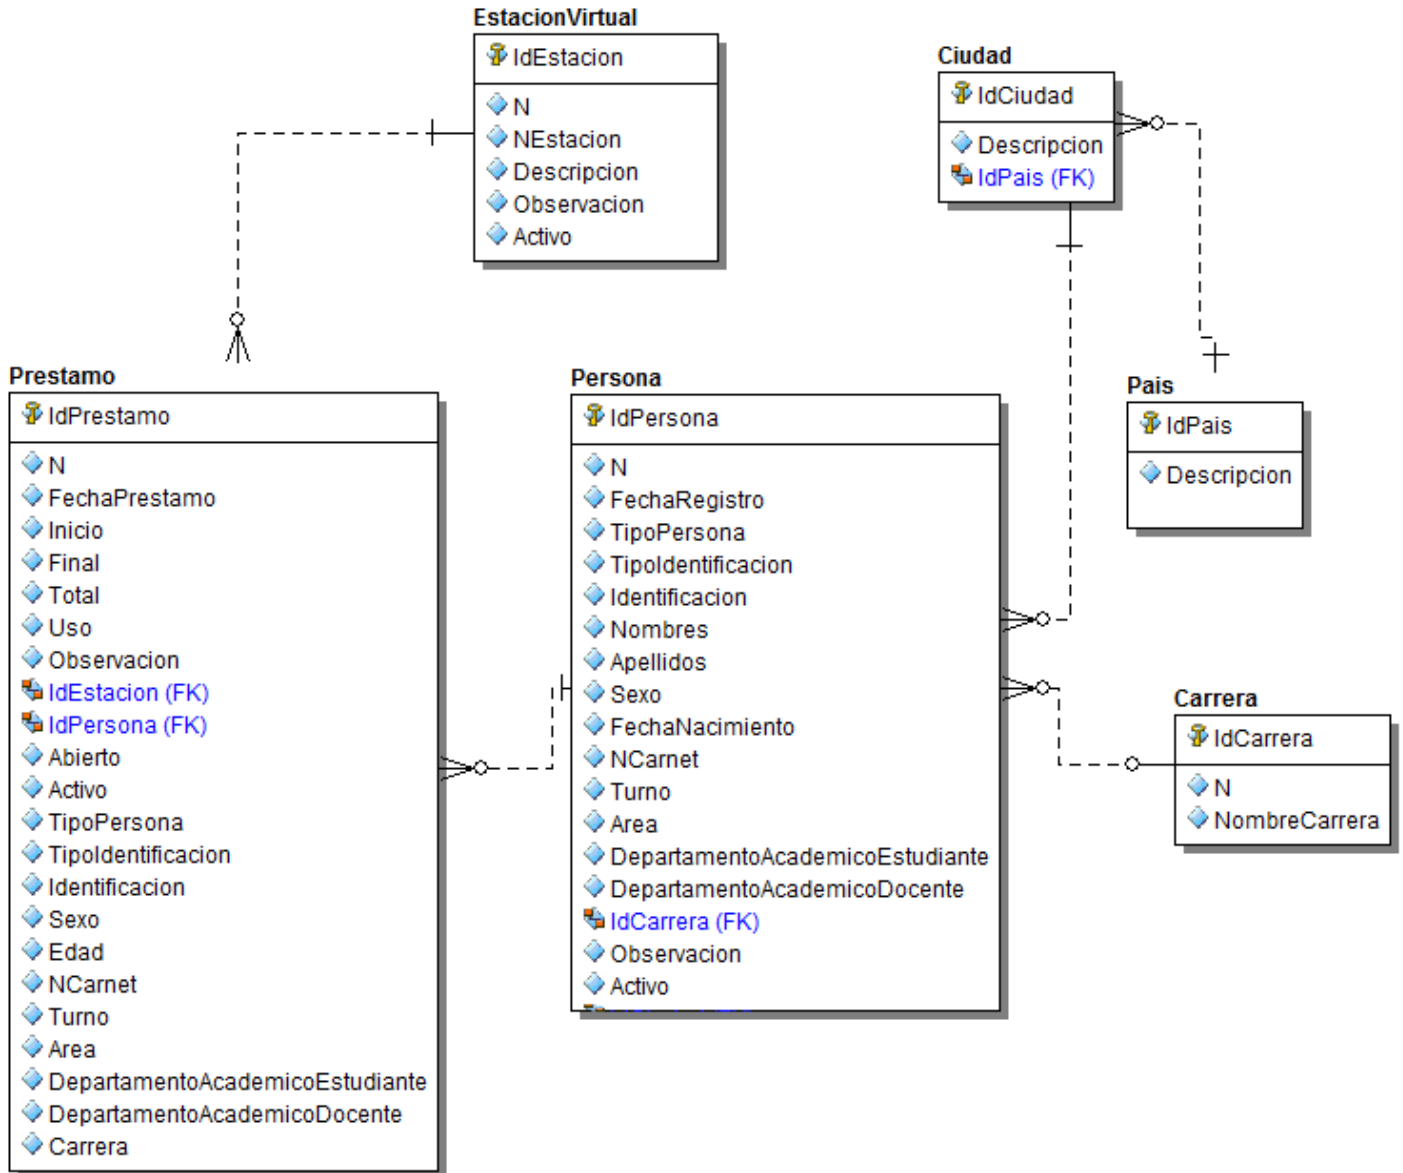 EstacionVirtual
IdEstacion
N
NEstacion
Descripcion
Observacion
Activo
Ciudad
IdCiudad
Descripcion
IdPais (FK)
Prestamo
IdPrestamo
N
FechaPrestamo
Inicio
Final
Total
Uso
Observacion
IdEstacion (FK)
IdPersona (FK)
Abierto
Activo
TipoPersona
TipoIdentificacion
Identificacion
Sexo
Edad
NCarnet
Turno
Area
DepartamentoAcademicoEstudiante
DepartamentoAcademicoDocente
Carrera
Persona
IdPersona
N
FechaRegistro
TipoPersona
TipoIdentificacion
Identificacion
Nombres
Apellidos
Sexo
FechaNacimiento
NCarnet
Turno
Area
DepartamentoAcademicoEstudiante
DepartamentoAcademicoDocente
IdCarrera (FK)
Observacion
Activo
Pais
IdPais
Descripcion
Carrera
IdCarrera
N
NombreCarrera